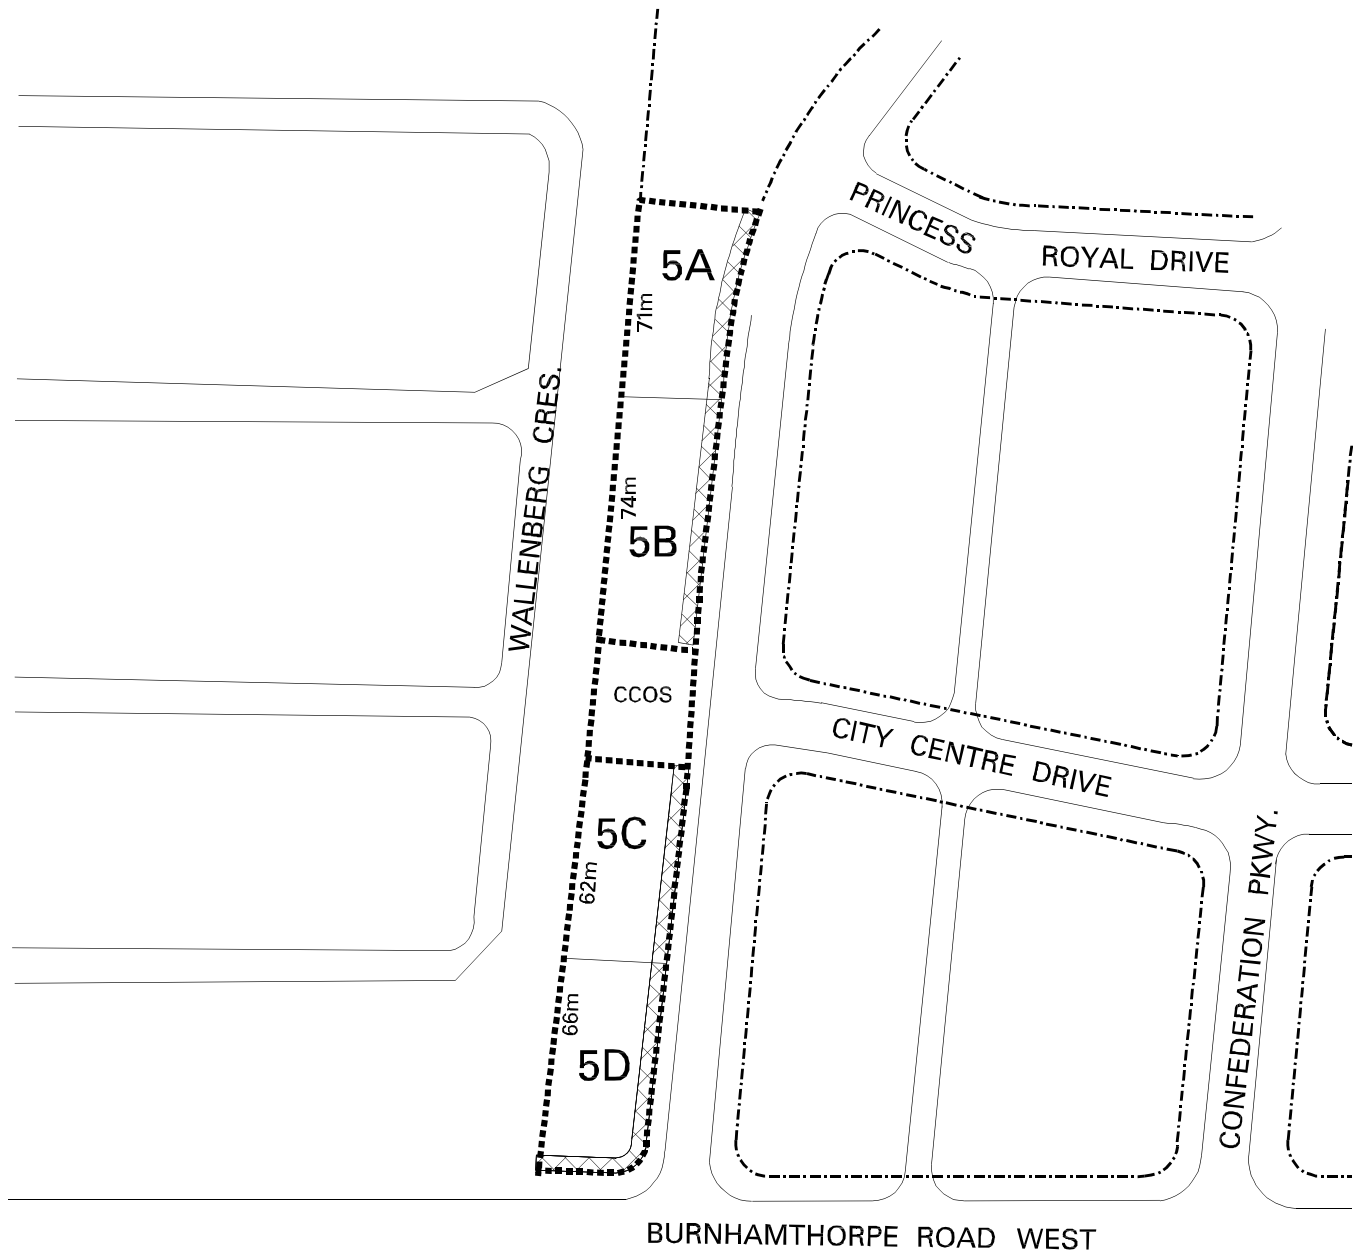 PRINCESS ROYAL DRIVE
5A
71m
WALLENBERG CRES.
74m
5B
CCOS
CITY CENTRE DRIVE
5C
62m
CONFEDERATION PKWY.
66m
5D
BURNHAMTHORPE ROAD WEST